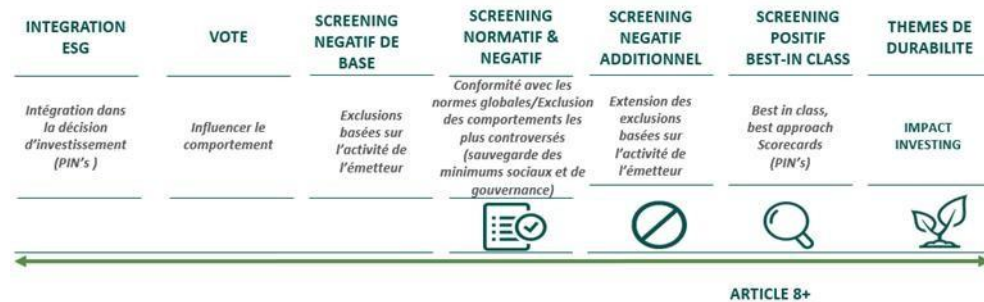 INTEGRATION
ESG
VOTE
SCREENING
NEGATIF DE
BASE
SCREENING
NORMATIF &
NEGATIF
SCREENING
NEGATIF
ADDITIONNEL
SCREENING
POSITIF
BEST-IN CLASS
THEMES DE
DURABILITE
Intégration dans
la décision
d'investissement
(PIN's )
Influencer le
comportement
Exclusions
basées sur
l'activité de
l'émetteur
Conformité avec les
normes globales/Exclusion
des comportements les
plus controversés
(sauvegarde des
minimums sociaux et de
gouvernance)
Extension des
exclusions
basées sur
l'activité de
l'émetteur
Best in class,
best approach
Scorecards
(PIN's)
IMPACT
INVESTING
ARTICLE 8+